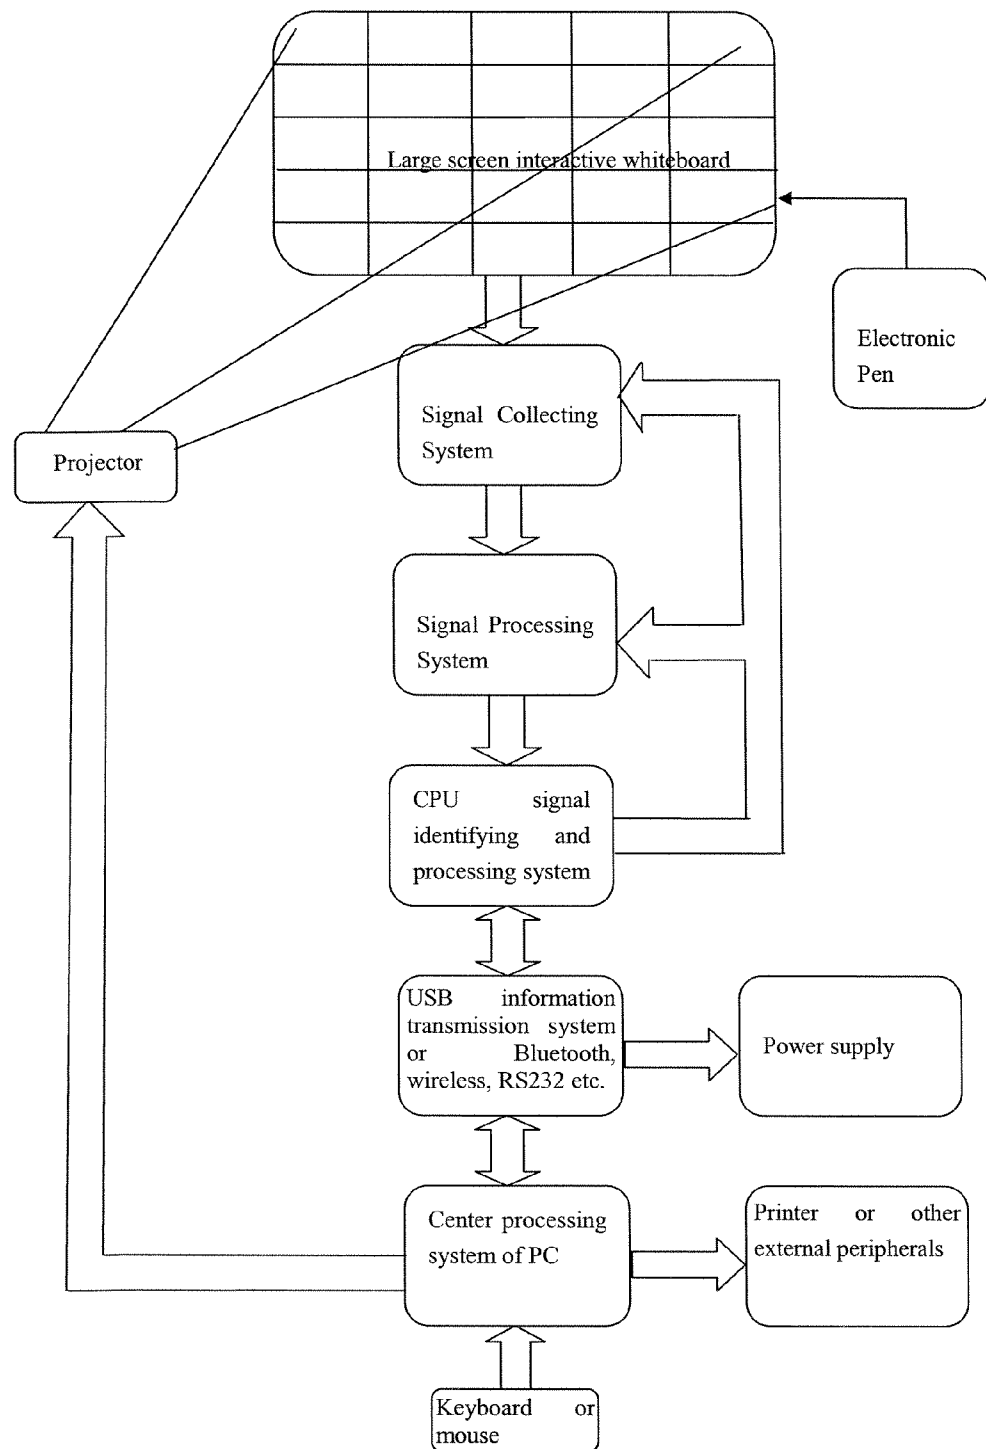 Large screen interactive whiteboard
Electronic
Pen
Signal Collecting
System
Projector
Signal Processing
System
CPU signal
identifying and
processing system
USB information
transmission system
or Bluetooth,
wireless, RS232 etc.
Power supply
Center processing
system of PC
Printer or other
external peripherals
Keyboard or
mouse